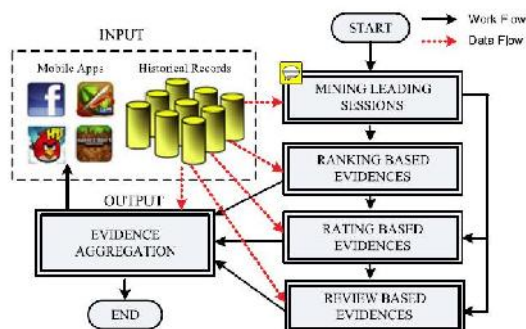 START
Work Flow
Data Flow
INPUT
Mobile Apps
Historical Records
MINING LEADING
SESSIONS
RANKING BASED
EVIDENCES
OUTPUT
EVIDENCE
AGGREGATION
RATING BASED
EVIDENCES
REVIEW BASED
EVIDENCES
END